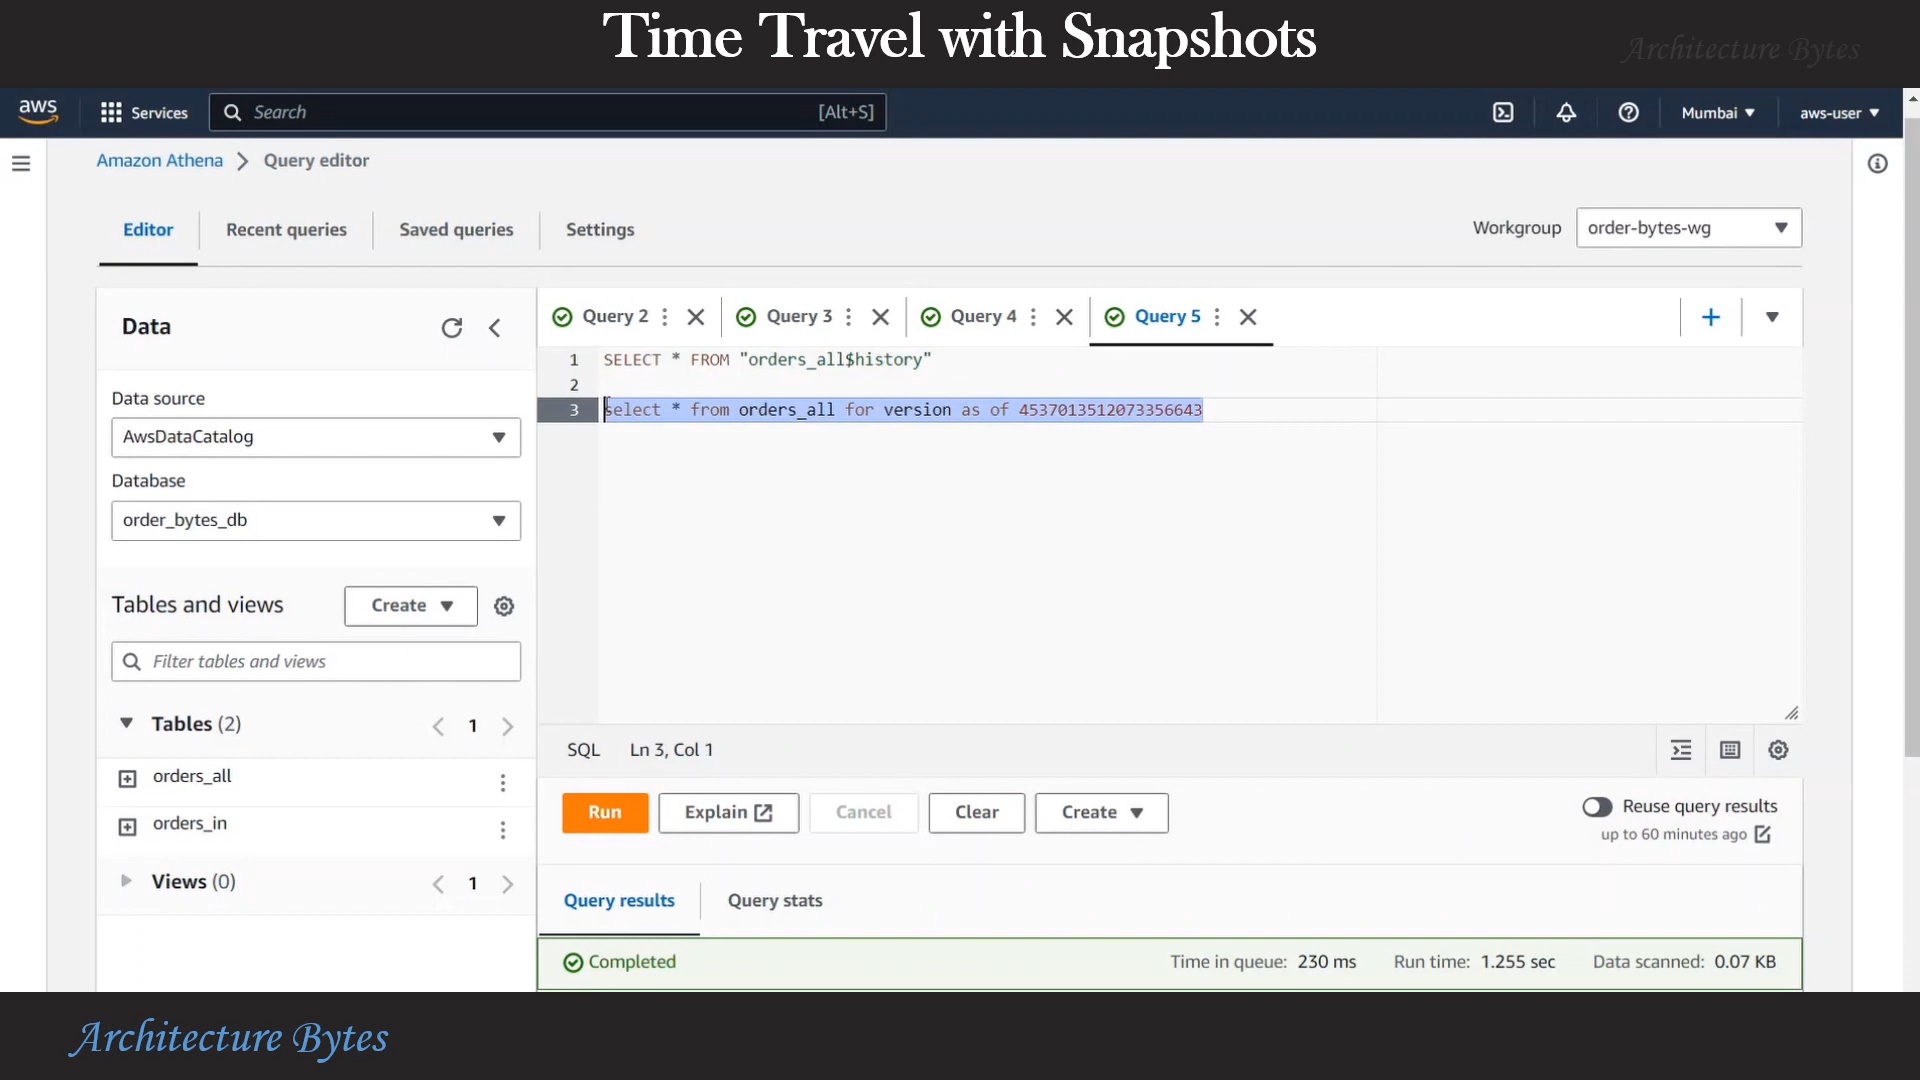 Time Travel with Snapshots
Architecture Bytes
aws
Services
Search
[Alt+S]
Mumbai
aws-user
Amazon Athena
Query editor
Editor
Recent queries
Saved queries
Settings
Workgroup
order-bytes-wg
Data
Query 2
Query 3
Query 4
Query 5
1 SELECT * FROM "orders_all$history"
2
3 select * from orders_all for version as of 4537013512073356643
Data source
AwsDataCatalog
Database
order_bytes_db
Tables and views
Create
Filter tables and views
Tables (2)
1
orders_all
orders_in
Views (0)
1
SQL Ln 3, Col 1
Run
Explain
Cancel
Clear
Create
Reuse query results
up to 60 minutes ago
Query results
Query stats
Completed
Time in queue: 230 ms
Run time: 1.255 sec
Data scanned: 0.07 KB
Architecture Bytes